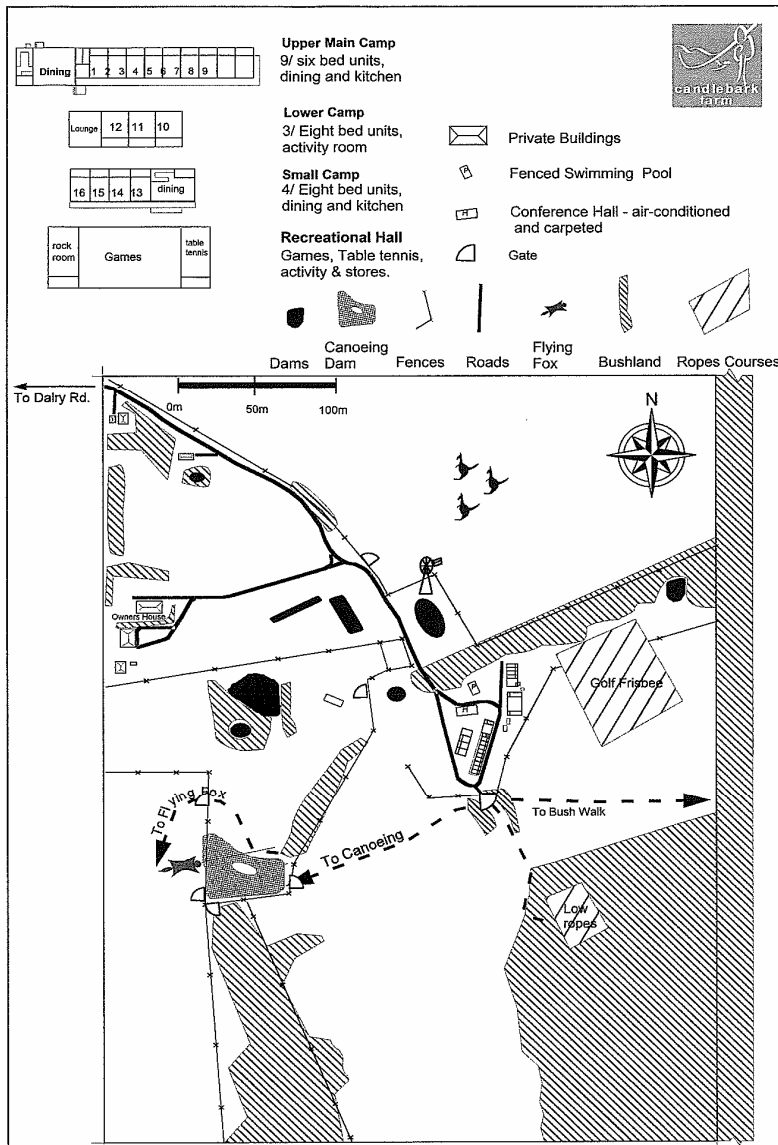 Upper Main Camp
9/ six bed units,
dining and kitchen
Dining
1 2 3 4 5 6 7 8 9
candlebark
farm
Lower Camp
3/ Eight bed units,
activity room
Lounge 12 11 10
Private Buildings
Small Camp
4/ Eight bed units,
dining and kitchen
Fenced Swimming Pool
16 15 14 13 dining
Conference Hall - air-conditioned
and carpeted
Recreational Hall
Games, Table tennis,
activity & stores.
rock
room
Games
table
tennis
Gate
Dams
Canoeing
Dam
Fences
Roads
Flying
Fox
Bushland
Ropes Courses
To Dalry Rd.
0m 50m 100m
N
Owners House
Golf Frisbee
To Flying Fox
To Bush Walk
To Canoeing
Low
ropes